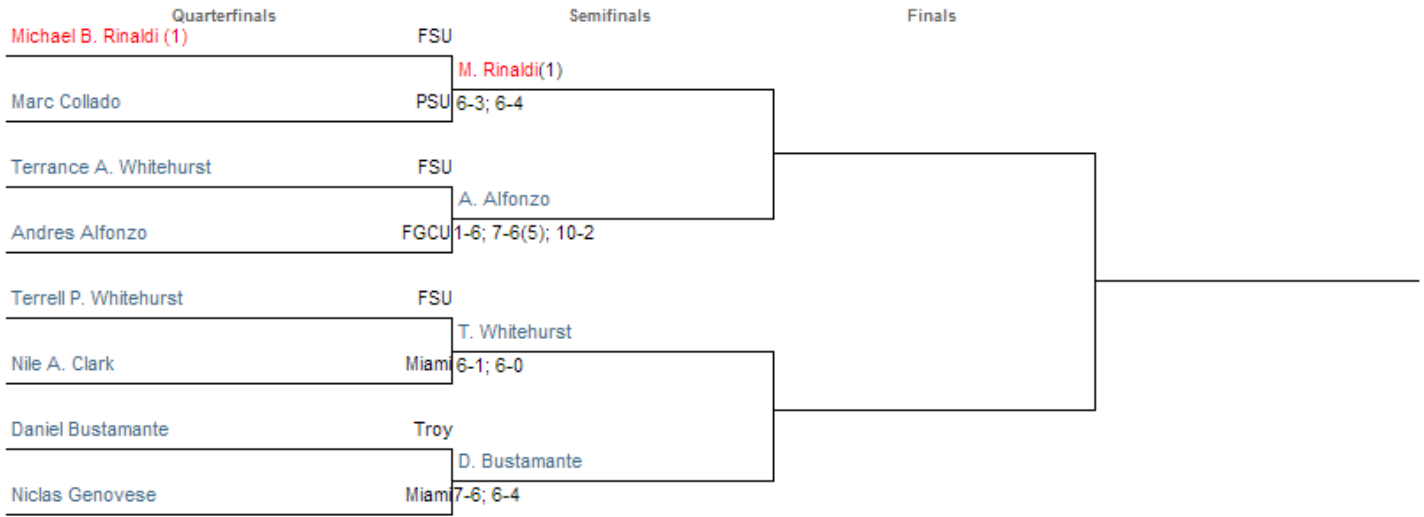 Quarterfinals Semifinals Finals
Michael B. Rinaldi (1) FSU
M. Rinaldi(1)
Marc Collado PSU 6-3; 6-4
Terrance A. Whitehurst FSU
A. Alfonzo
Andres Alfonzo FGCU 1-6; 7-6(5); 10-2
Terrell P. Whitehurst FSU
T. Whitehurst
Nile A. Clark Miami 6-1; 6-0
Daniel Bustamante Troy
D. Bustamante
Niclas Genovese Miami 7-6; 6-4